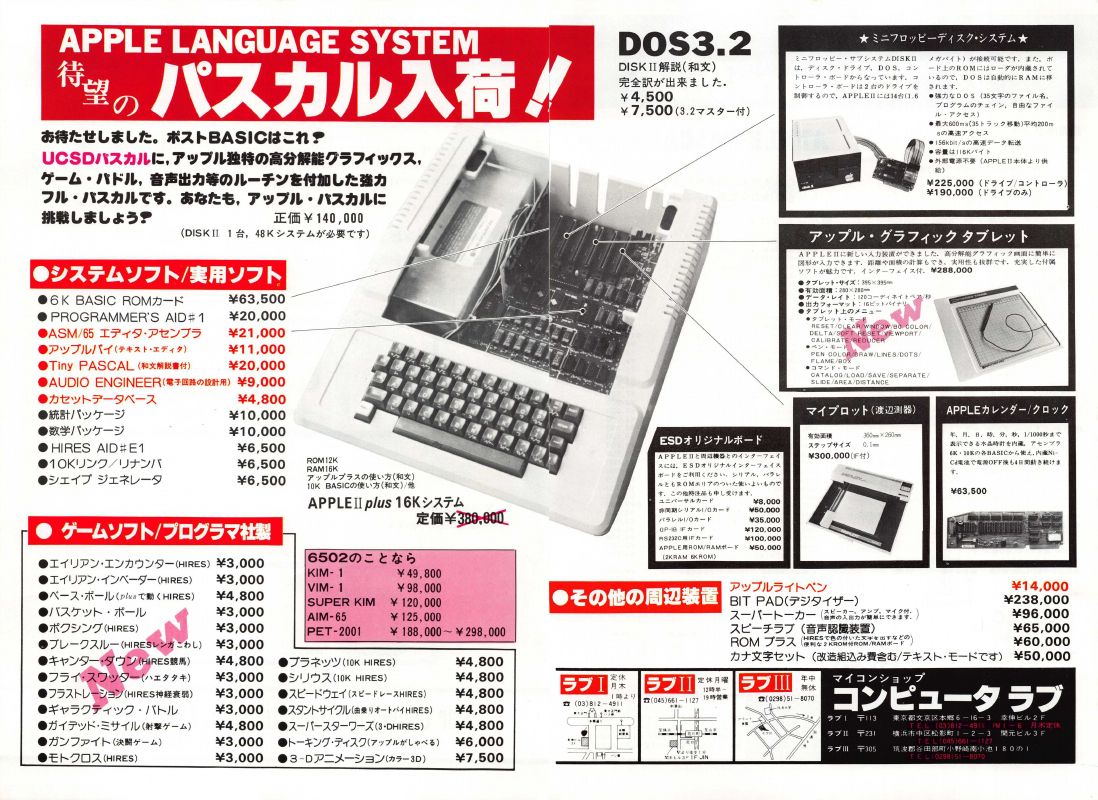 APPLE LANGUAGE SYSTEM
待望の パスカル入荷!!
お待たせしました。ポストBASICはこれ?
UCSDパスカルに,アップル独特の高分解能グラフィックス,
ゲーム・パドル,音声出力等のルーチンを付加した強力
フル・パスカルです。あなたも,アップル・パスカルに
挑戦しましょう?
正価¥140,000
(DISK II 1台,48Kシステムが必要です)
DOS3.2
DISK II解説(和文)
完全訳が出来ました.
¥4,500
¥7,500(3.2マスター付)
★ミニフロッピーディスク・システム★
ミニフロッピー・サブシステムDISK II
は,ディスク・ドライブ,DOS,コン
トローラ・ボードからなっています。コ
ントローラ・ボードは2台のドライブを
制御するので,APPLE IIには14台(1.6
メガバイト)が接続可能です。また,ボ
ード上のROMにはローダが内蔵されて
いるので,DOSは自動的にRAMに移
されます.
●強力なDOS (35文字のファイル名,
プログラムのチェイン,自由なファイ
ル・アクセス)
●最大600ms(35トラック移動)平均200m
sの高速アクセス
●156kbit/sの高速データ転送
●容量は116Kバイト
●外部電源不要(APPLE II本体より供
給)
¥225,000(ドライブ/コントローラ)
¥190,000(ドライブのみ)
アップル・グラフィック タブレット
APPLE IIに新しい入力装置ができました。高分解能グラフィック画面に簡単に
図形が入力できます。距離や面積の計算もでき,実用性も抜群です。充実した付属
ソフトが魅力です。インターフェイス付.¥288,000
●タブレット・サイズ:395×395mm
●有効面積:280×280mm
●データ・レイト:120コーディネイトペア/秒
●出力フォーマット:16ビットバイナリ
●タブレット上のメニュー
●タブレット・モード
RESET/CLEAR/WINDOW/BG COLOR/
DELTA/SOFT RESET/VIEWPORT/
CALIBRATE/REDUCER
●ペン・モード
PEN COLOR/DRAW/LINES/DOTS/
FLAME/BOX
●コマンド・モード
CATALOG/LOAD/SAVE/SEPARATE/
SLIDE/AREA/DISTANCE
New
マイプロット(渡辺測器)
有効面積 360mm×260mm
ステップサイズ 0.1mm
¥300,000(IF付)
APPLEカレンダー/クロック
年,月,日,時,分,秒,1/1000秒まで
表示できる水晶時計を内蔵。アセンブラ
6K・10Kの各BASICから使え,内蔵Ni-
Cd電池で電源OFF後も4日間動き続けま
す.
¥63,500
●システムソフト/実用ソフト
●6K BASIC ROMカード ¥63,500
●PROGRAMMER'S AID#1 ¥20,000
●ASM/65 エディタ・アセンブラ ¥21,000
●アップルパイ(テキスト・エディタ) ¥11,000
●Tiny PASCAL(和文解説書付) ¥20,000
●AUDIO ENGINEER(電子回路の設計用) ¥9,000
●カセットデータベース ¥4,800
●統計パッケージ ¥10,000
●数学パッケージ ¥10,000
●HIRES AID#E1 ¥6,500
●10Kリンク/リナンバ ¥6,500
●シェイプ ジェネレータ ¥6,500
ROM12K
RAM16K
アップルプラスの使い方(和文)
10K BASICの使い方(和文)/他
APPLE II plus 16Kシステム
定価¥380,000
ESDオリジナルボード
APPLE IIと周辺機器とのインターフェイ
スには,ESDオリジナルインターフェイス
ボードをご利用ください。シリアル,パラレ
ルともROMエリアのついた使いよいもので
す。この他特注品も申し受けます.
ユニバーサルカード ¥8,000
非同期シリアルI/Oカード ¥50,000
パラレルI/Oカード ¥35,000
GP-IB IFカード ¥120,000
RS232C用IFカード ¥100,000
APPLE用ROM/RAMボード ¥50,000
(2KRAM 6KROM)
● ゲームソフト/プログラマ社製
●エイリアン・エンカウンター(HIRES) ¥3,000
●エイリアン・インベーター(HIRES) ¥3,000
●ベース・ボール(plusで動くHIRES) ¥4,800
●バスケット・ボール ¥3,000
●ボクシング(HIRES) ¥3,000
●ブレークスルー(HIRESレンガこわし) ¥3,000
●キャンター・ダウン(HIRES競馬) ¥4,800
●フライ・スワッター(ハエタタキ) ¥3,000
●フラストレーション(HIRES神経衰弱) ¥3,000
●ギャラクティック・バトル ¥3,000
●ガイデッド・ミサイル(射撃ゲーム) ¥4,800
●ガンファイト(決闘ゲーム) ¥3,000
●モトクロス(HIRES) ¥3,000
New
6502のことなら
KIM-1 ¥49,800
VIM-1 ¥98,000
SUPER KIM ¥120,000
AIM-65 ¥125,000
PET-2001 ¥188,000~¥298,000
●プラネッツ(10K HIRES) ¥4,800
●シリウス(10K HIRES) ¥4,800
●スピードウェイ(スピードレースHIRES) ¥4,800
●スタントサイクル(曲乗りオートバイHIRES) ¥4,800
●スーパースターワーズ(3・DHIRES) ¥4,800
●トーキング・ディスク(アップルがしゃべる) ¥6,000
●3-Dアニメーション(カラー3D) ¥7,500
●その他の周辺装置
アップルライトペン ¥14,000
BIT PAD(デジタイザー) ¥238,000
スーパートーカー(スピーカー,アンプ,マイク付.音声の入出力が簡単にできます.) ¥96,000
スピーチラブ(音声認識装置) ¥65,000
ROM プラス(HIRESで色の付いた文字を出すなどの便利な2KROM付ROM/RAMボード) ¥60,000
カナ文字セット(改造組込み費含む/テキスト・モードです) ¥50,000
ラブ I 定休 月木 1時より
☎(03)812-4911
ラブ II 定休月曜 12時半~19時営業
☎(045)661-1127
ラブ III 年中無休
☎(0298)51-8070
マイコンショップ
コンピュータ ラブ
ラブ I 〒113 東京都文京区本郷6-16-3 幸伸ビル2F
TEL(03)812-4911 PM1~8 月木定休
ラブ II 〒231 横浜市中区松影町1-2-3 関元ビル3F
TEL(045)661-1127
ラブ III 〒305 筑波郡谷田部町小野崎南小池180の1
TEL(0298)51-8070